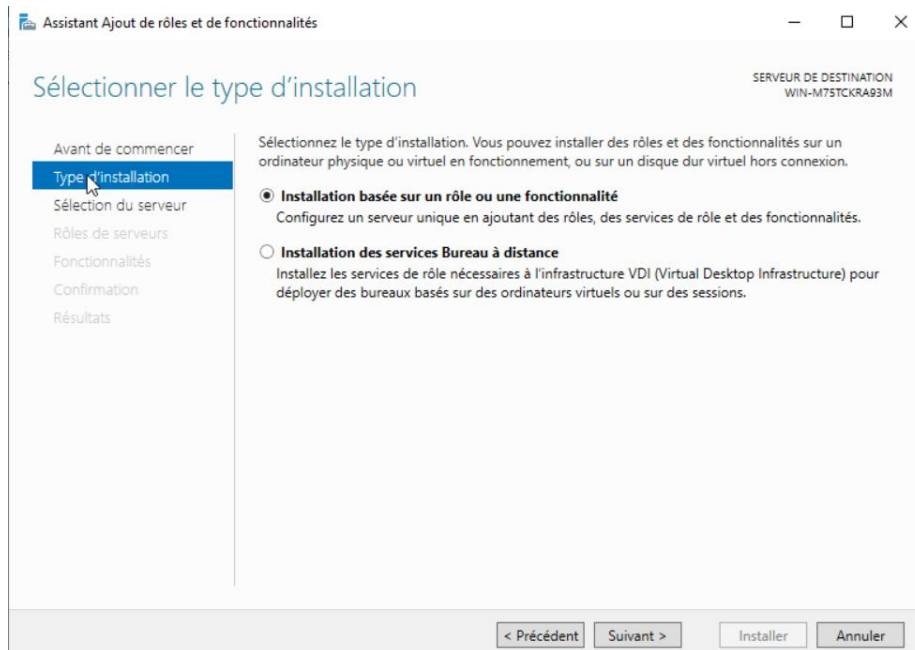 Assistant Ajout de rôles et de fonctionnalités
Sélectionner le type d'installation
SERVEUR DE DESTINATION
WIN-M75TCKRA93M
Avant de commencer
Type d'installation
Sélection du serveur
Rôles de serveurs
Fonctionnalités
Confirmation
Résultats
Sélectionnez le type d'installation. Vous pouvez installer des rôles et des fonctionnalités sur un
ordinateur physique ou virtuel en fonctionnement, ou sur un disque dur virtuel hors connexion.
Installation basée sur un rôle ou une fonctionnalité
Configurez un serveur unique en ajoutant des rôles, des services de rôle et des fonctionnalités.
Installation des services Bureau à distance
Installez les services de rôle nécessaires à l'infrastructure VDI (Virtual Desktop Infrastructure) pour
déployer des bureaux basés sur des ordinateurs virtuels ou sur des sessions.
< Précédent
Suivant >
Installer
Annuler